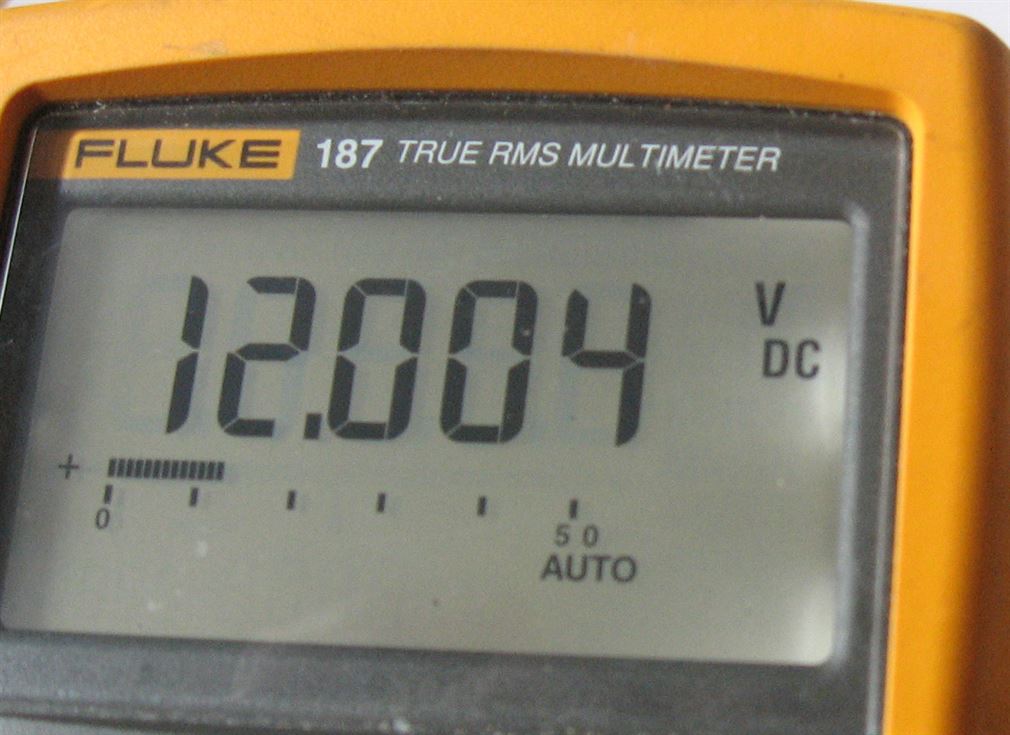 FLUKE 187 TRUE RMS MULTIMETER
12.004 V
DC
+
0
50
AUTO